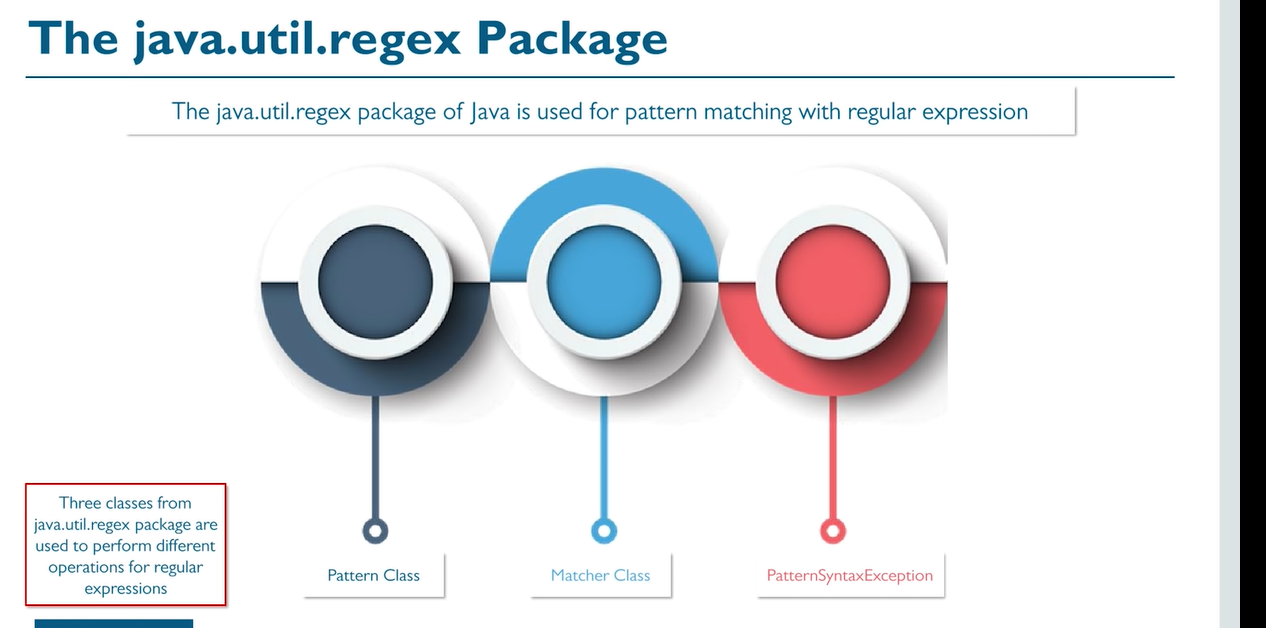 The java.util.regex Package
The java.util.regex package of Java is used for pattern matching with regular expression
Three classes from
java.util.regex package are
used to perform different
operations for regular
expressions
Pattern Class
Matcher Class
PatternSyntaxException